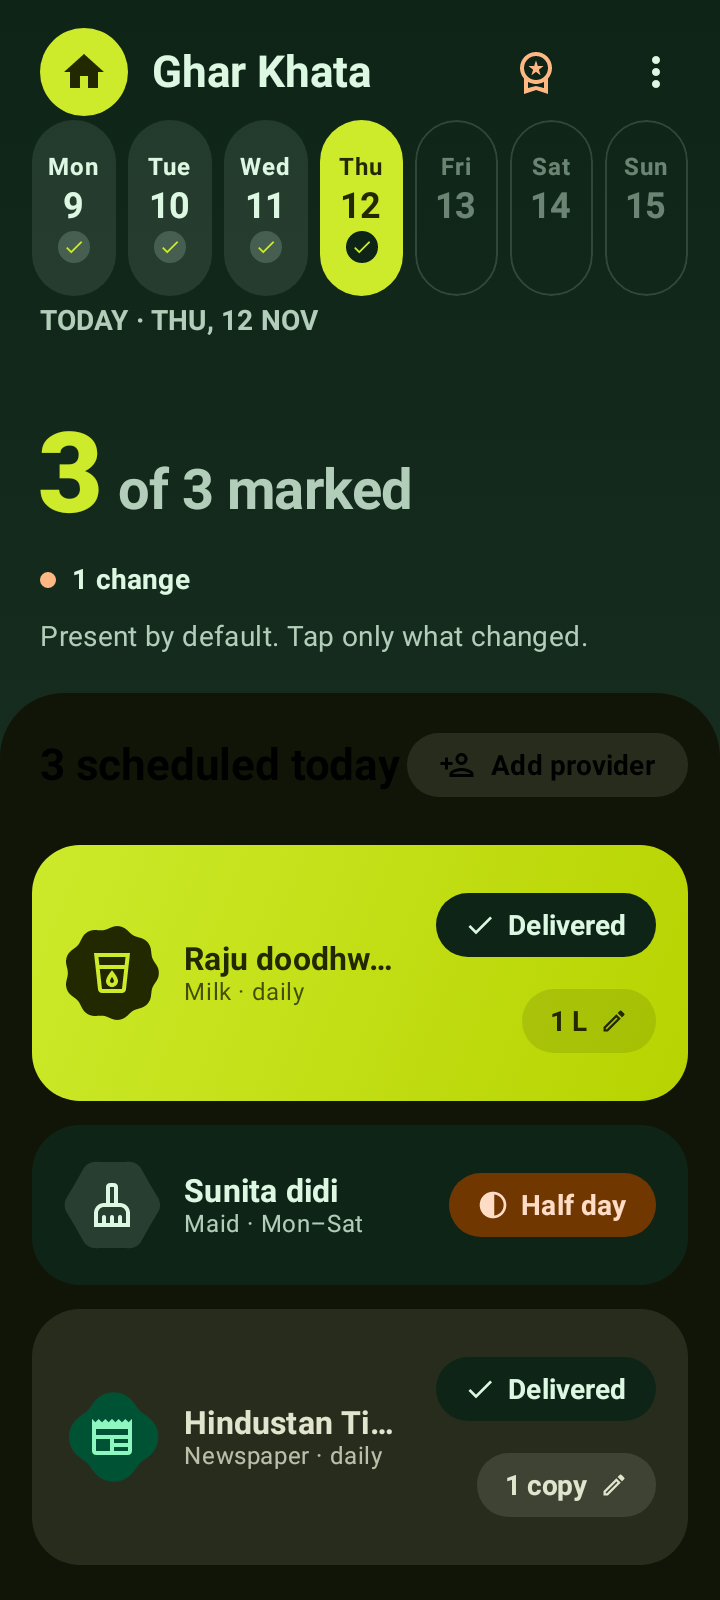 Ghar Khata
Mon Tue Wed Thu Fri Sat Sun
9 10 11 12 13 14 15
TODAY · THU, 12 NOV
3 of 3 marked
1 change
Present by default. Tap only what changed.
3 scheduled today Add provider
Delivered
Raju doodhw...
Milk · daily
1 L
Sunita didi
Maid · Mon–Sat
Half day
Delivered
Hindustan Ti...
Newspaper · daily
1 copy